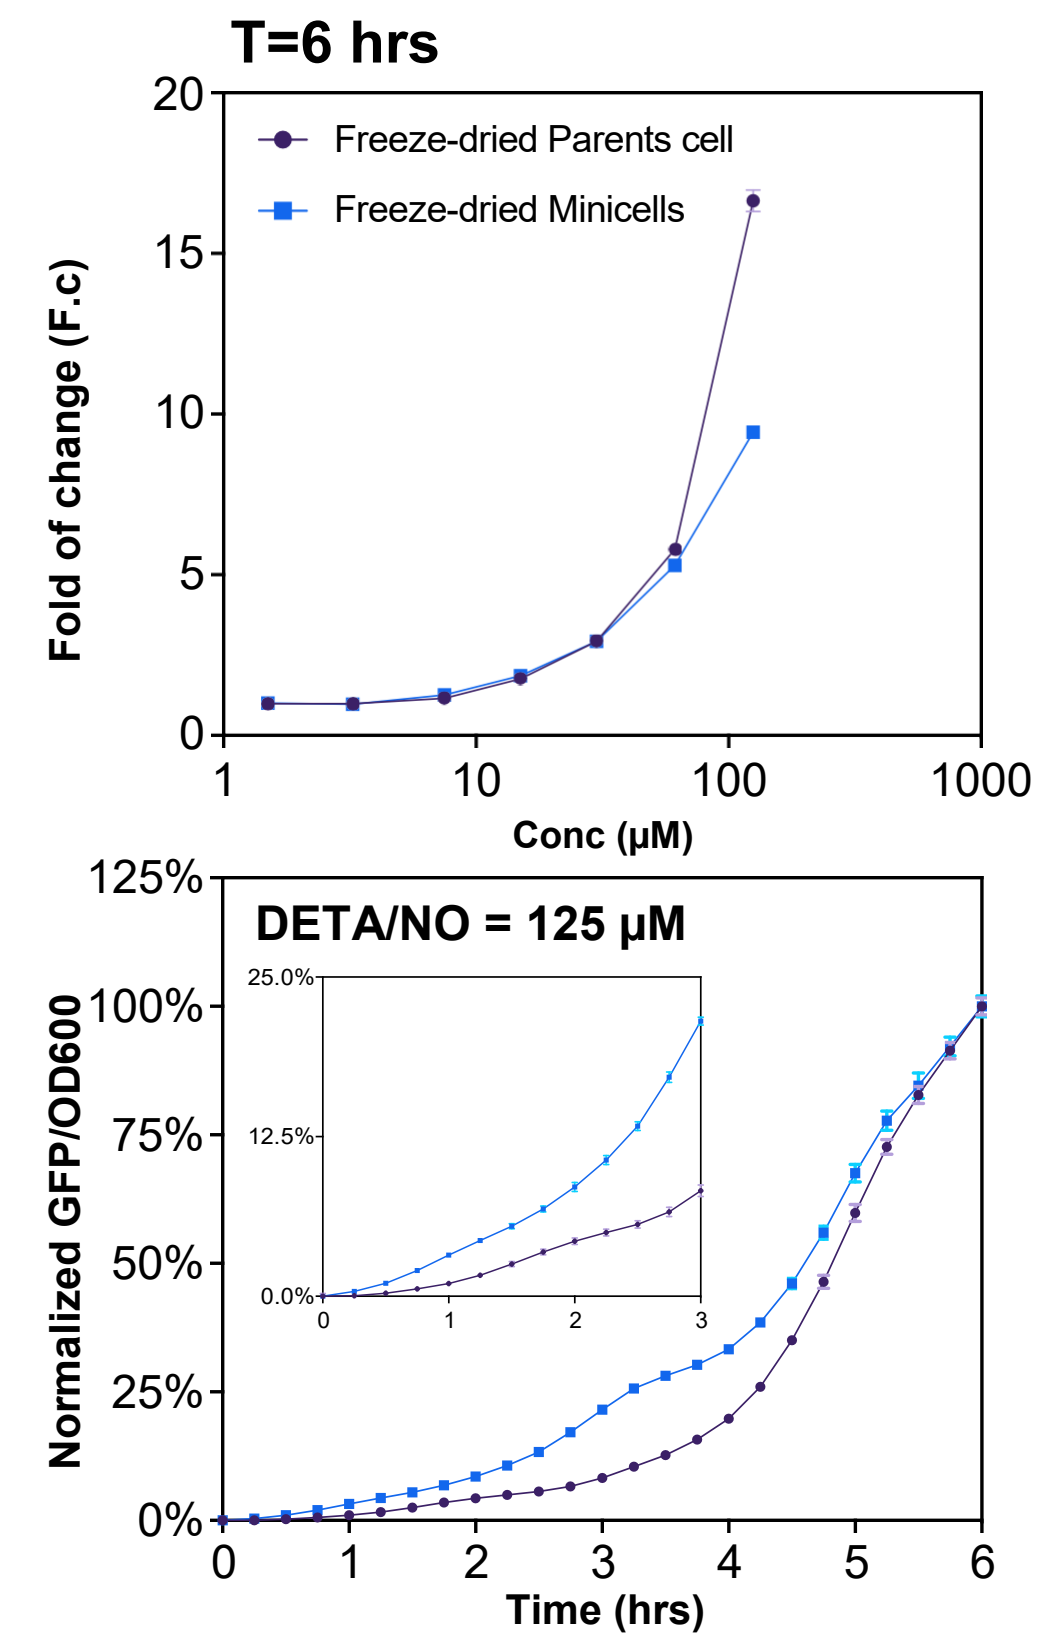 T=6 hrs
20
Freeze-dried Parents cell
Freeze-dried Minicells
15
10
5
0
Fold of change (F.c)
1 10 100 1000
Conc (µM)
125%
DETA/NO = 125 µM
100%
75%
50%
25%
0%
Normalized GFP/OD600
25.0%
12.5%
0.0%
0 1 2 3
0 1 2 3 4 5 6
Time (hrs)